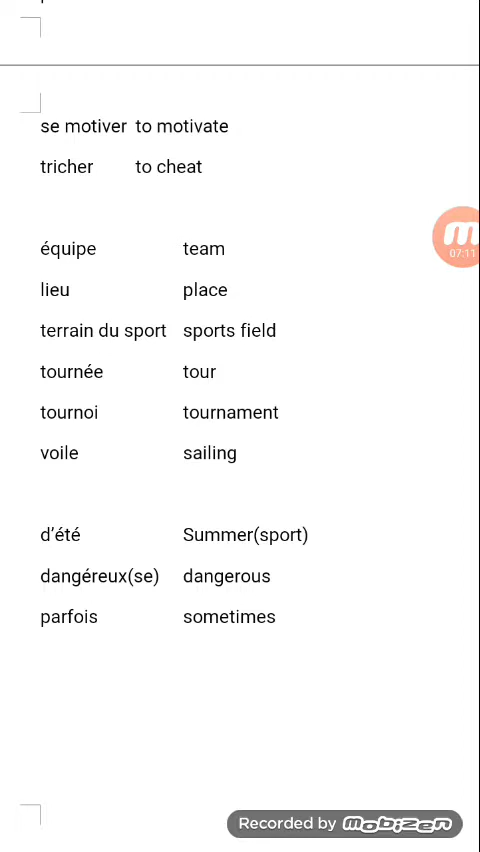 se motiver to motivate
tricher to cheat
07:11
équipe team
lieu place
terrain du sport sports field
tournée tour
tournoi tournament
voile sailing
d'été Summer(sport)
dangéreux(se) dangerous
parfois sometimes
Recorded by mobizen